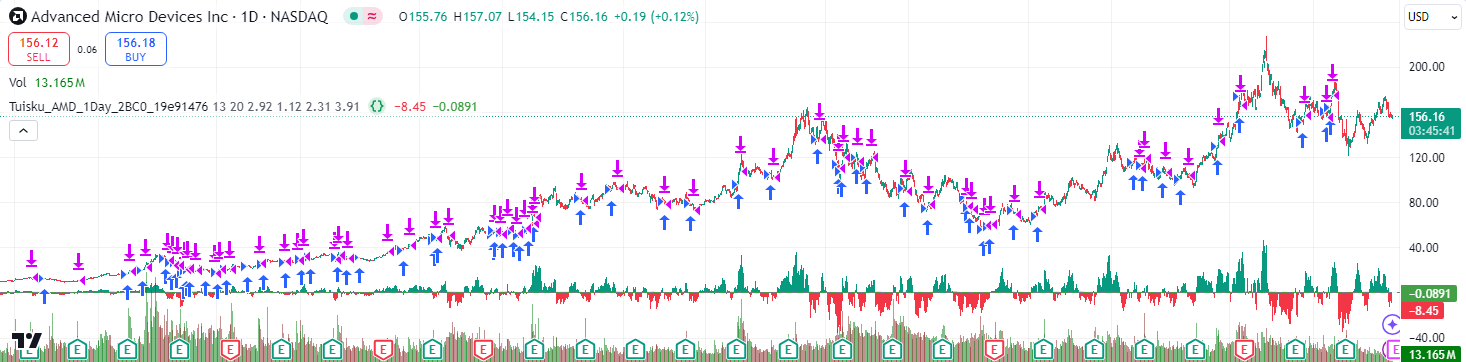 Advanced Micro Devices Inc · 1D · NASDAQ ≈ O155.76 H157.07 L154.15 C156.16 +0.19 (+0.12%)
USD
156.12 SELL
0.06
156.18 BUY
Vol 13.165M
Tuisku_AMD_1Day_2BC0_19e91476 13 20 2.92 1.12 2.31 3.91 {} −8.45 −0.0891
200.00
156.16
03:45:41
120.00
80.00
40.00
−0.0891
−8.45
−40.00
13.165M
E E E E E E E E E E E E E E E E E E E E E E E E E E